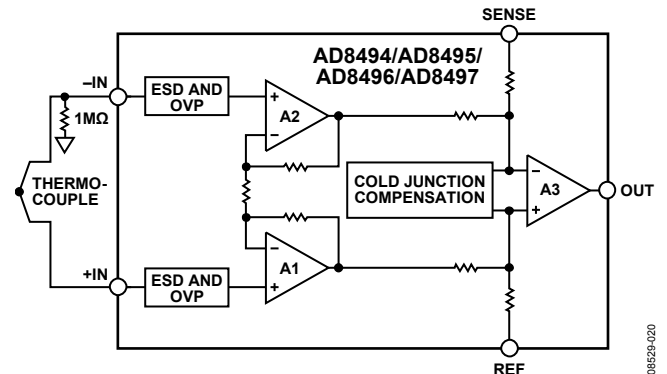 SENSE
AD8494/AD8495/
AD8496/AD8497
–IN
ESD AND
OVP
A2
1MΩ
THERMO-
COUPLE
COLD JUNCTION
COMPENSATION
A3
OUT
+IN
ESD AND
OVP
A1
REF
08529-020